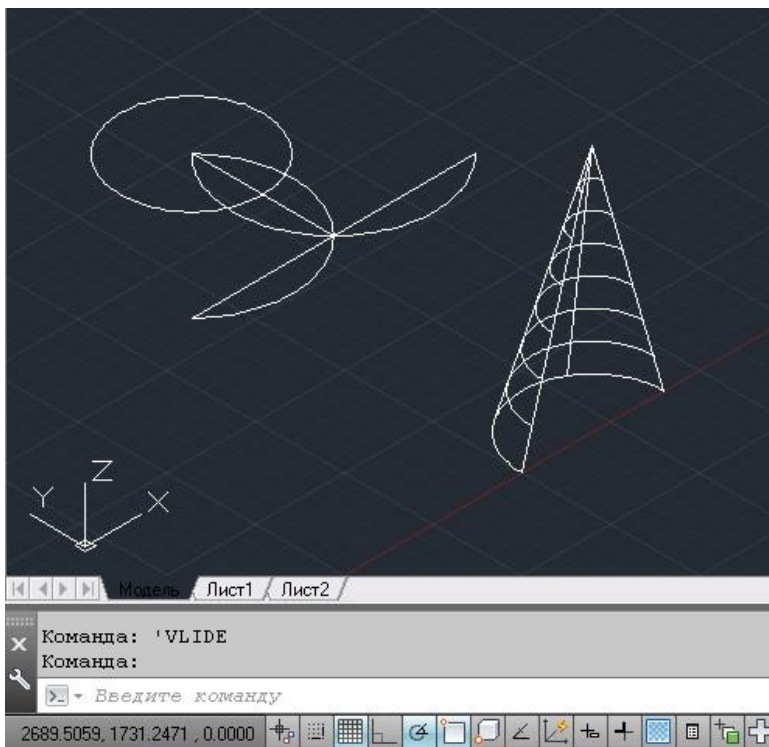 Z
Y X
Модель Лист1 Лист2
Команда: 'VLIDE
Команда:
Введите команду
2689.5059, 1731.2471 , 0.0000